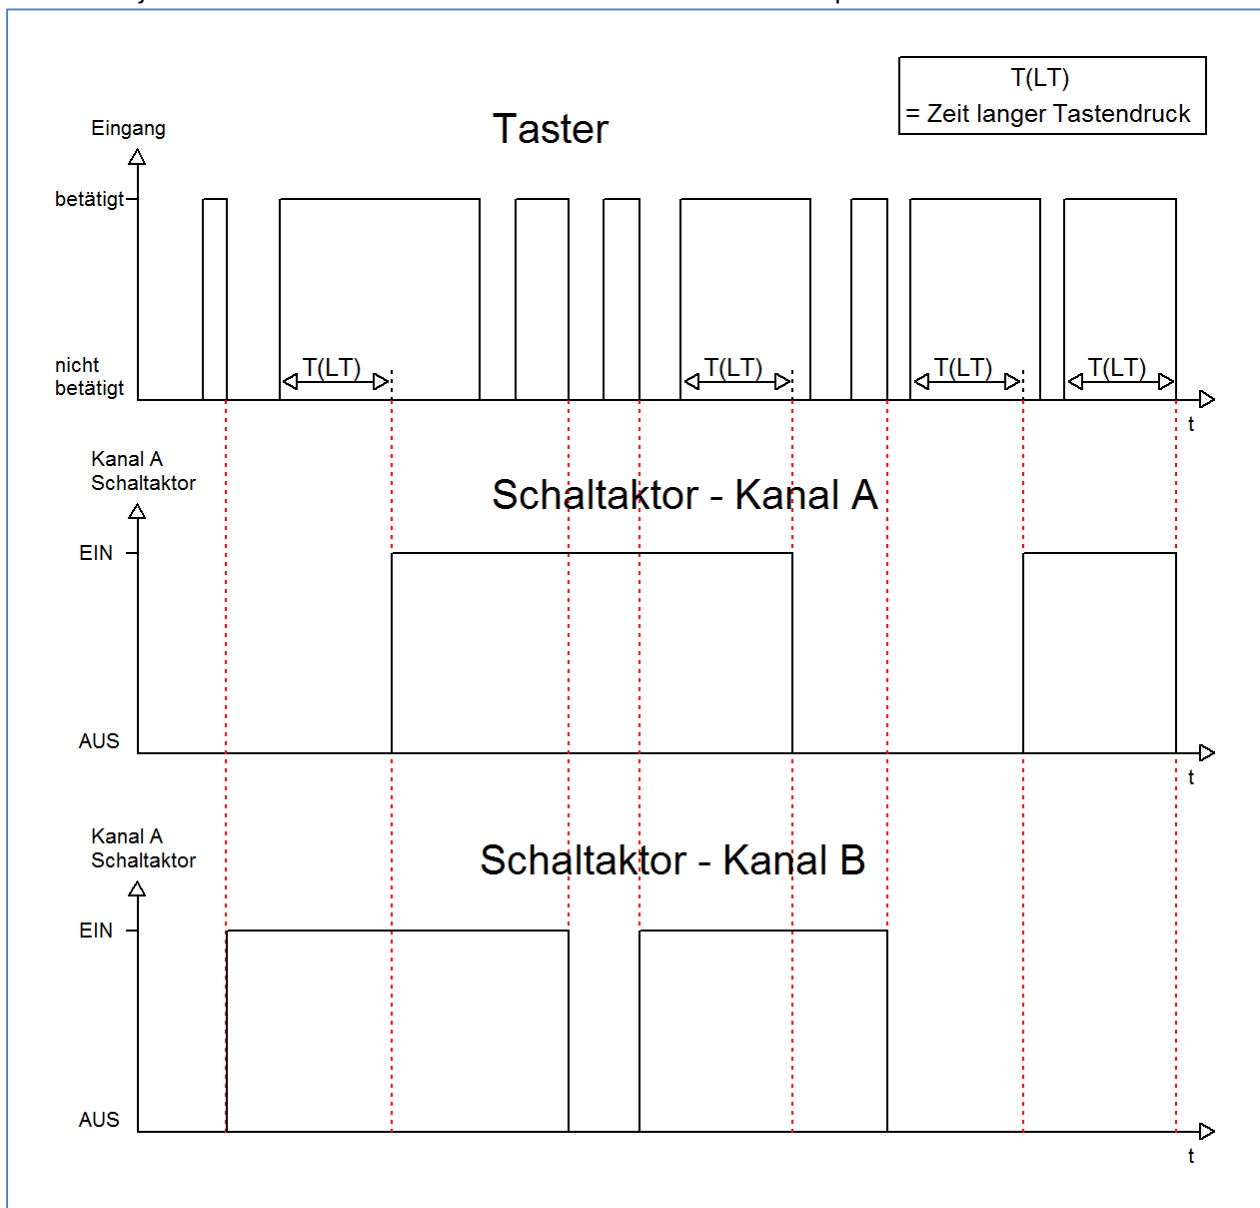 T(LT)
= Zeit langer Tastendruck
Taster
Eingang
betätigt
nicht
betätigt
T(LT)
T(LT)
T(LT)
T(LT)
t
Kanal A
Schaltaktor
Schaltaktor - Kanal A
EIN
AUS
t
Kanal A
Schaltaktor
Schaltaktor - Kanal B
EIN
AUS
t